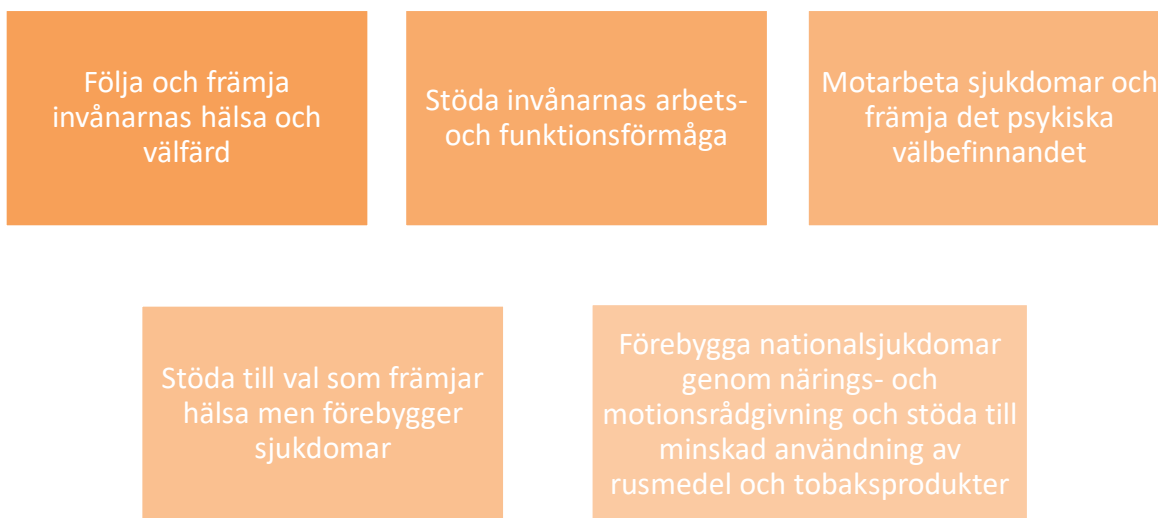 Följa och främja
invånarnas hälsa och
välfärd
Stöda invånarnas arbets-
och funktionsförmåga
Motarbeta sjukdomar och
främja det psykiska
välbefinnandet
Stöda till val som främjar
hälsa men förebygger
sjukdomar
Förebygga nationalsjukdomar
genom närings- och
motionsrådgivning och stöda till
minskad användning av
rusmedel och tobaksprodukter